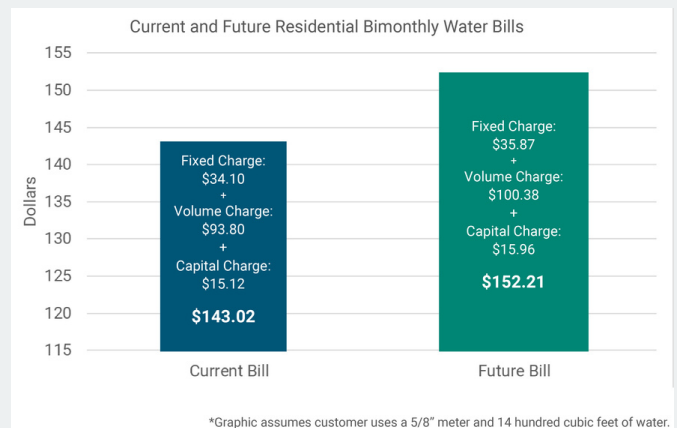 Current and Future Residential Bimonthly Water Bills
155
150
145
140
135
130
125
120
115
Dollars
Fixed Charge:
$34.10
+
Volume Charge:
$93.80
+
Capital Charge:
$15.12
$143.02
Fixed Charge:
$35.87
+
Volume Charge:
$100.38
+
Capital Charge:
$15.96
$152.21
Current Bill
Future Bill
*Graphic assumes customer uses a 5/8" meter and 14 hundred cubic feet of water.